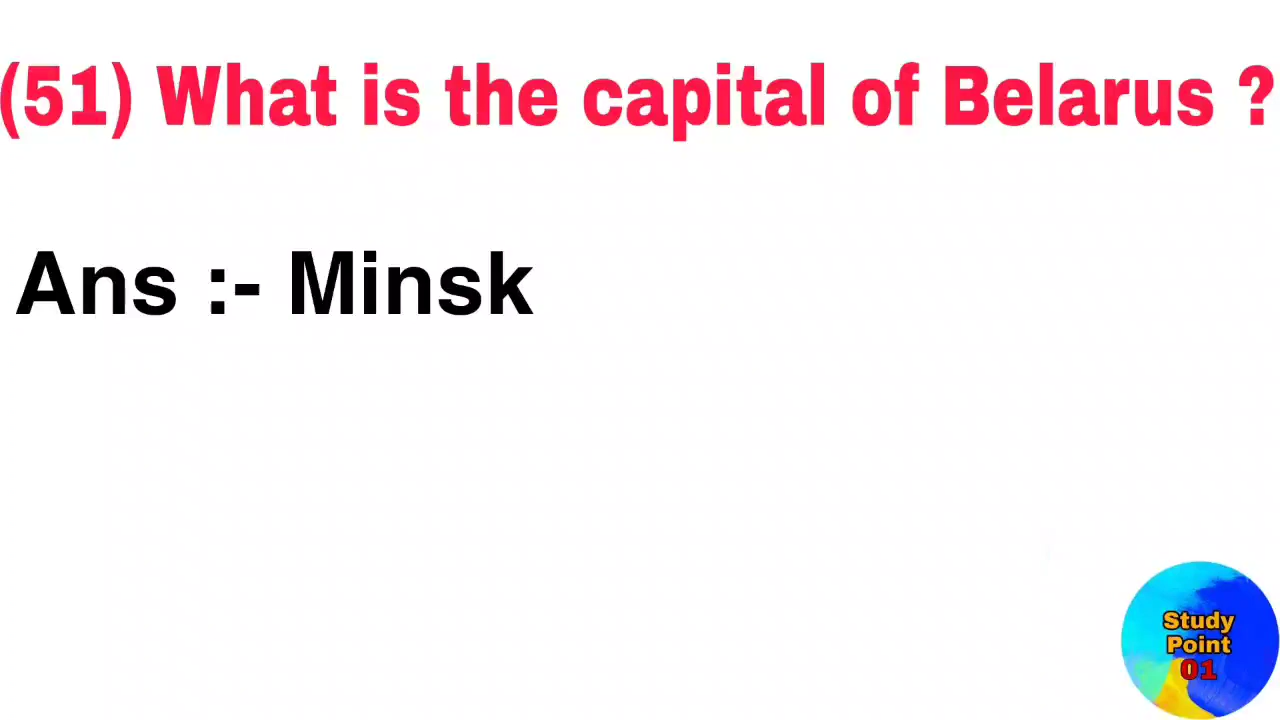 (51) What is the capital of Belarus ?
Ans :- Minsk
Study
Point
01